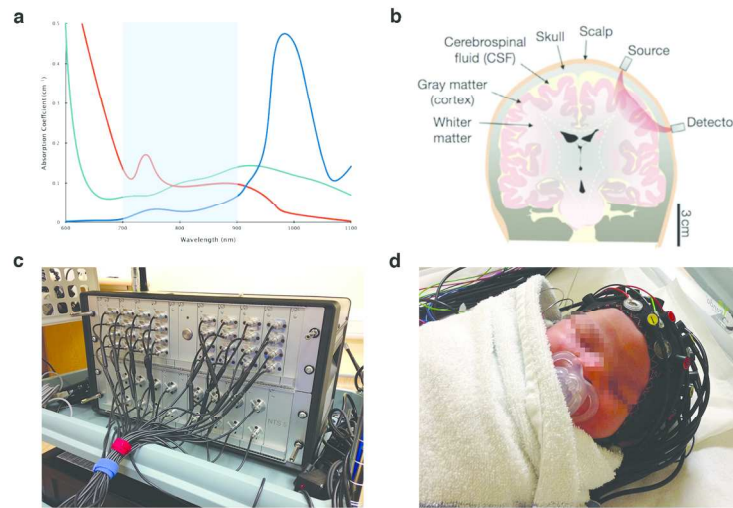 a
0.5
0.4
0.3
0.2
0.1
0
Absorption Coefficient (cm⁻¹)
600
700
800
900
1000
1100
Wavelength (nm)
b
Cerebrospinal
fluid (CSF)
Skull
Scalp
Source
Gray matter
(cortex)
Whiter
matter
Detecto
3 cm
c
d